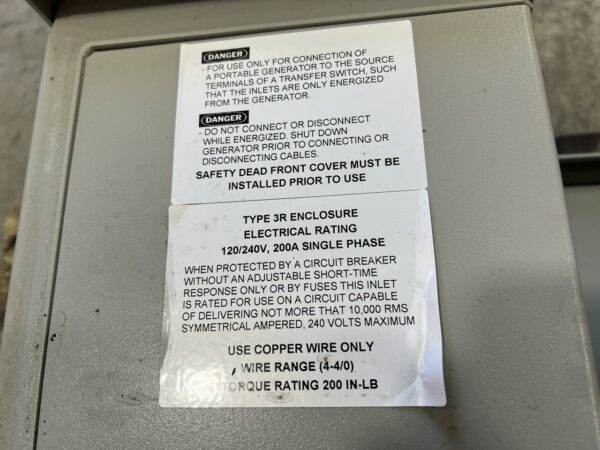 DANGER
- FOR USE ONLY FOR CONNECTION OF
A PORTABLE GENERATOR TO THE SOURCE
TERMINALS OF A TRANSFER SWITCH, SUCH
THAT THE INLETS ARE ONLY ENERGIZED
FROM THE GENERATOR.
DANGER
- DO NOT CONNECT OR DISCONNECT
WHILE ENERGIZED. SHUT DOWN
GENERATOR PRIOR TO CONNECTING OR
DISCONNECTING CABLES.
SAFETY DEAD FRONT COVER MUST BE
INSTALLED PRIOR TO USE
TYPE 3R ENCLOSURE
ELECTRICAL RATING
120/240V, 200A SINGLE PHASE
WHEN PROTECTED BY A CIRCUIT BREAKER
WITHOUT AN ADJUSTABLE SHORT-TIME
RESPONSE ONLY OR BY FUSES THIS INLET
IS RATED FOR USE ON A CIRCUIT CAPABLE
OF DELIVERING NOT MORE THAT 10,000 RMS
SYMMETRICAL AMPERED, 240 VOLTS MAXIMUM
USE COPPER WIRE ONLY
WIRE RANGE (4-4/0)
TORQUE RATING 200 IN-LB